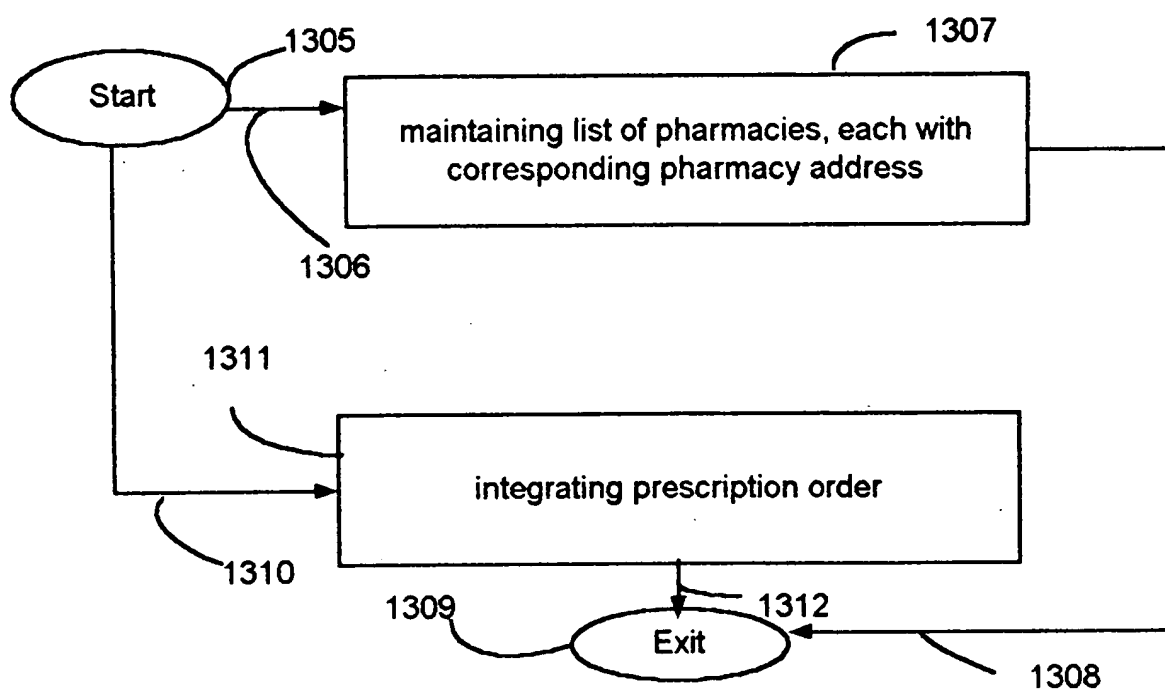 1305
1307
Start
maintaining list of pharmacies, each with
corresponding pharmacy address
1306
1311
integrating prescription order
1310
1309
1312
Exit
1308